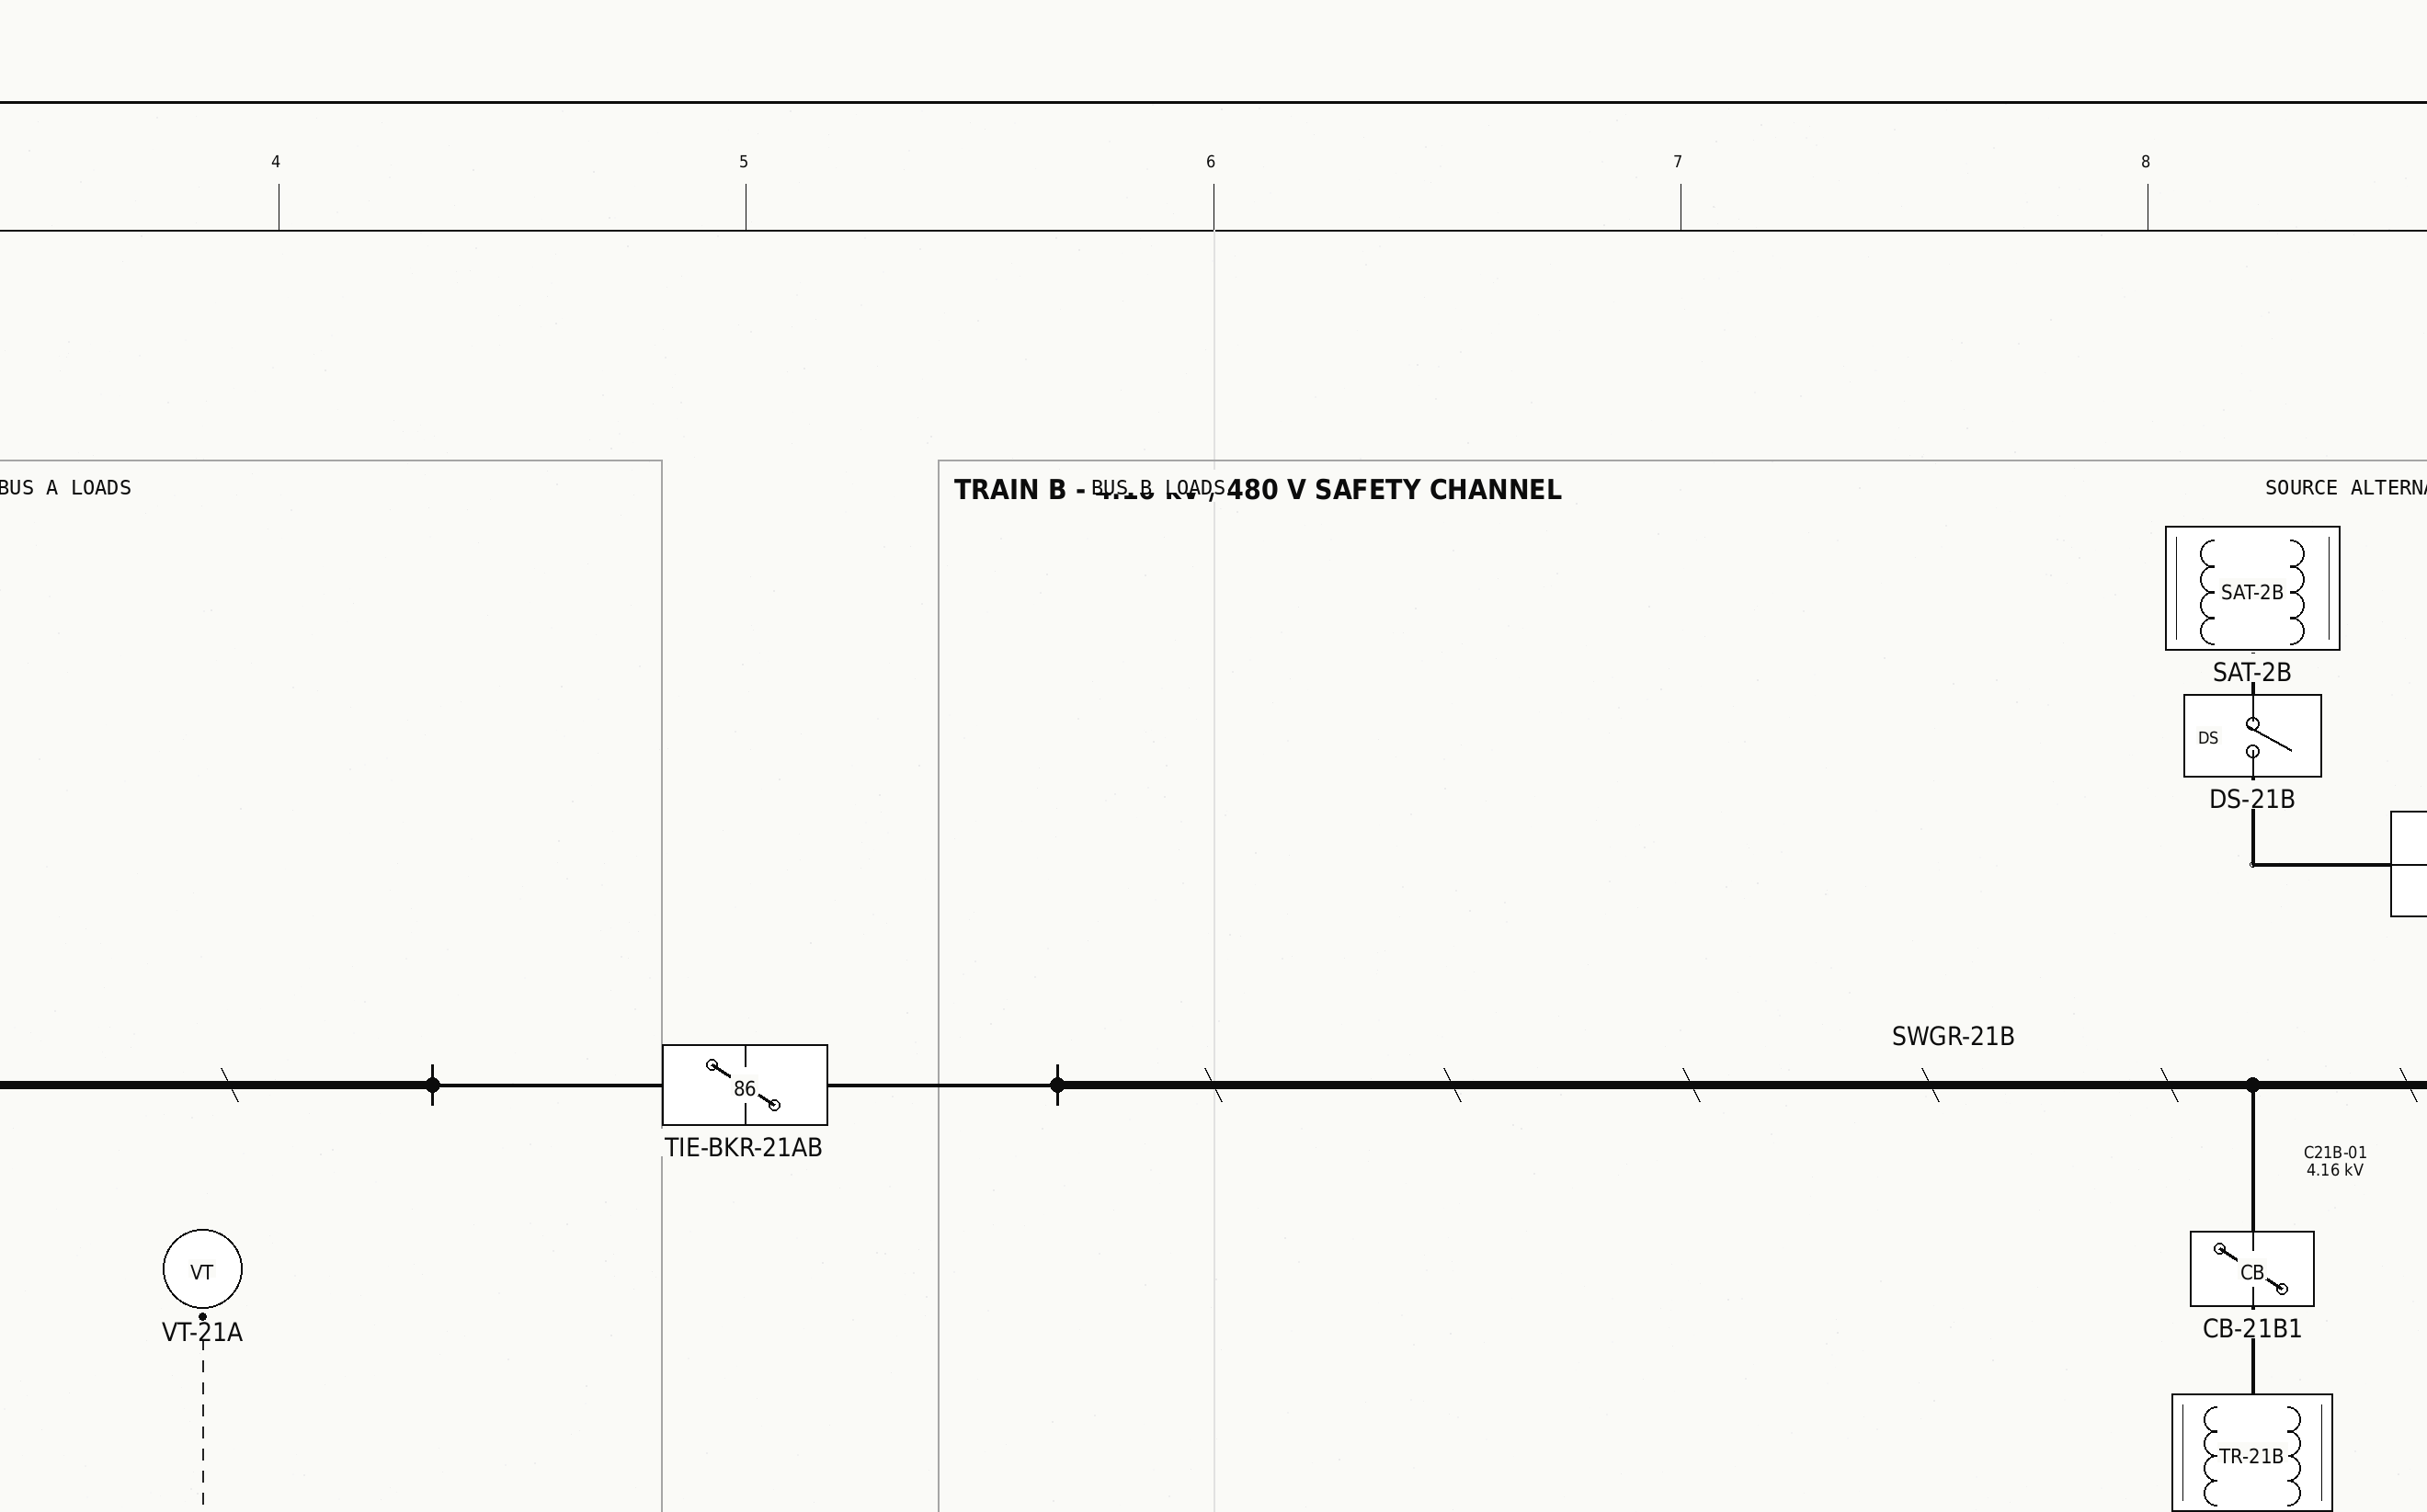 4 5 6 7 8
BUS A LOADS
TRAIN B - 480 V SAFETY CHANNEL
BUS B LOADS
SOURCE
SAT-2B
SAT-2B
DS
DS-21B
SWGR-21B
86
TIE-BKR-21AB
C21B-01
4.16 kV
VT
VT-21A
CB
CB-21B1
TR-21B